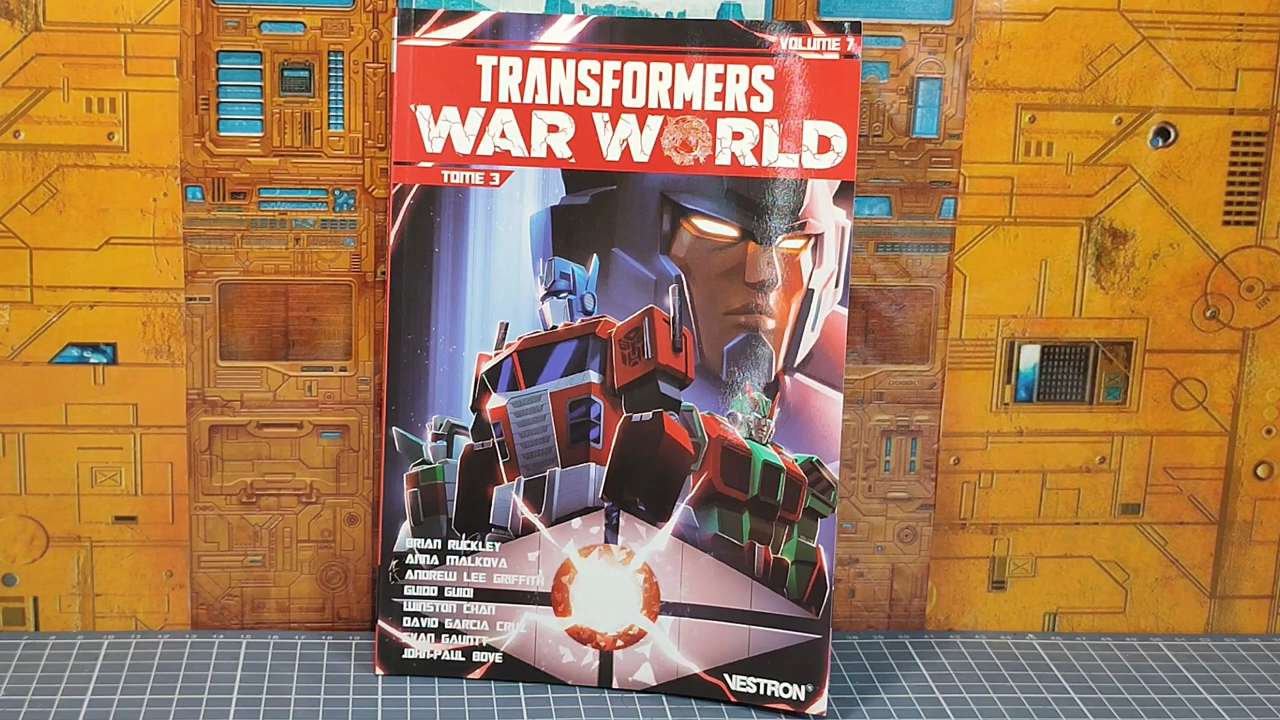 VOLUME 7
TRANSFORMERS
WAR WORLD
TOME 3
BRIAN RUCKLEY
ANNA MALKOVA
ANDREW LEE GRIFFITH
GUIDO GUIDI
WINSTON CHAN
DAVID GARCIA CRUZ
EVAN GAUNTT
JOHN-PAUL BOVE
VESTRON